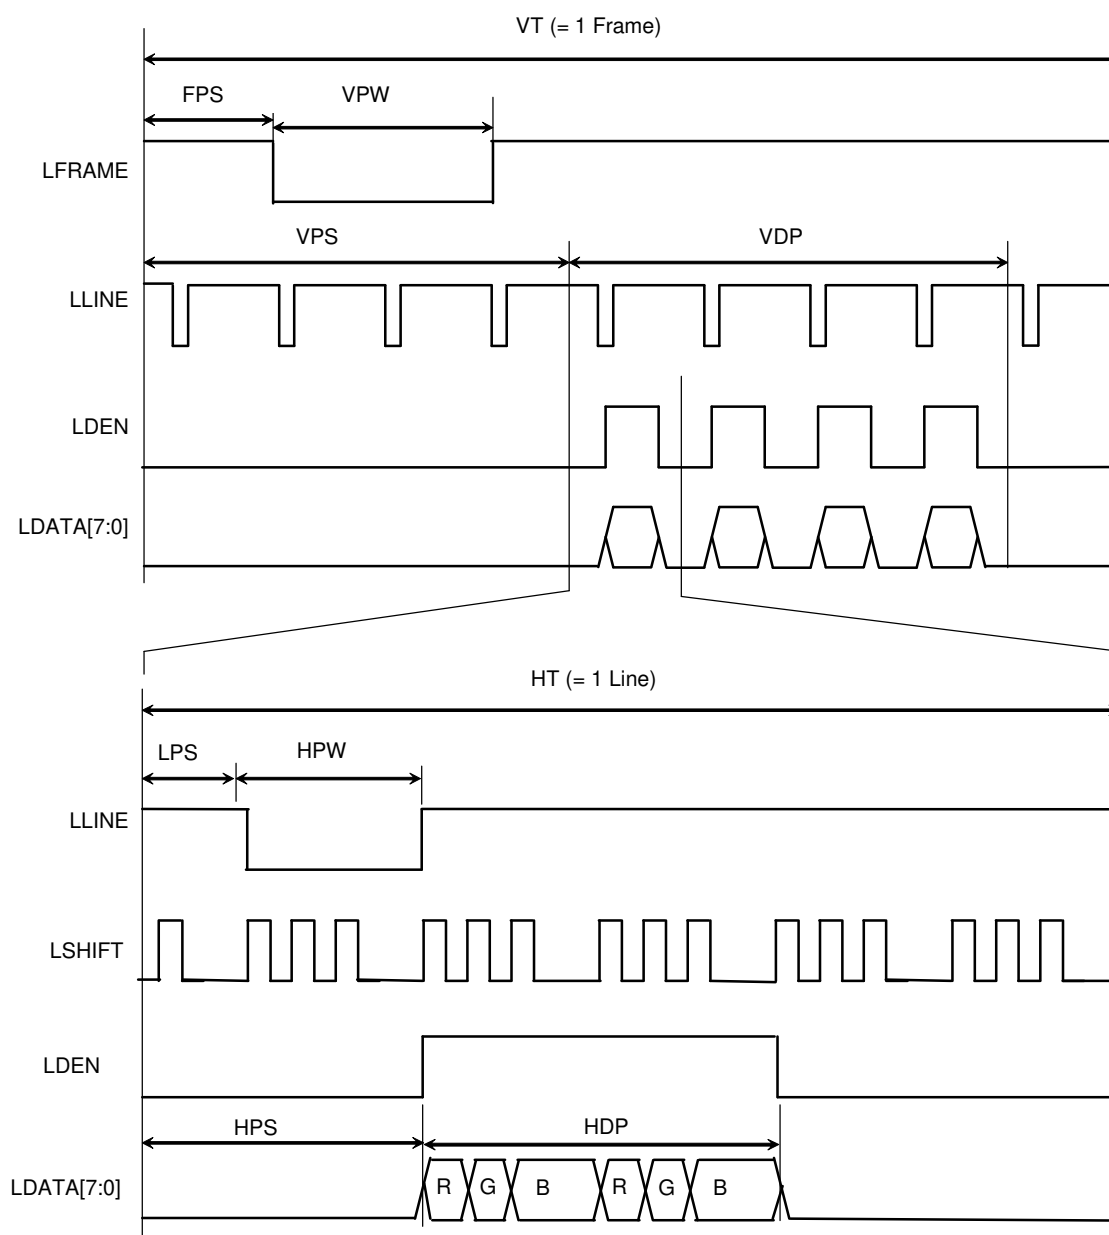 VT (= 1 Frame)
FPS
VPW
LFRAME
VPS
VDP
LLINE
LDEN
LDATA[7:0]
HT (= 1 Line)
LPS
HPW
LLINE
LSHIFT
LDEN
HPS
HDP
LDATA[7:0]
R G B R G B